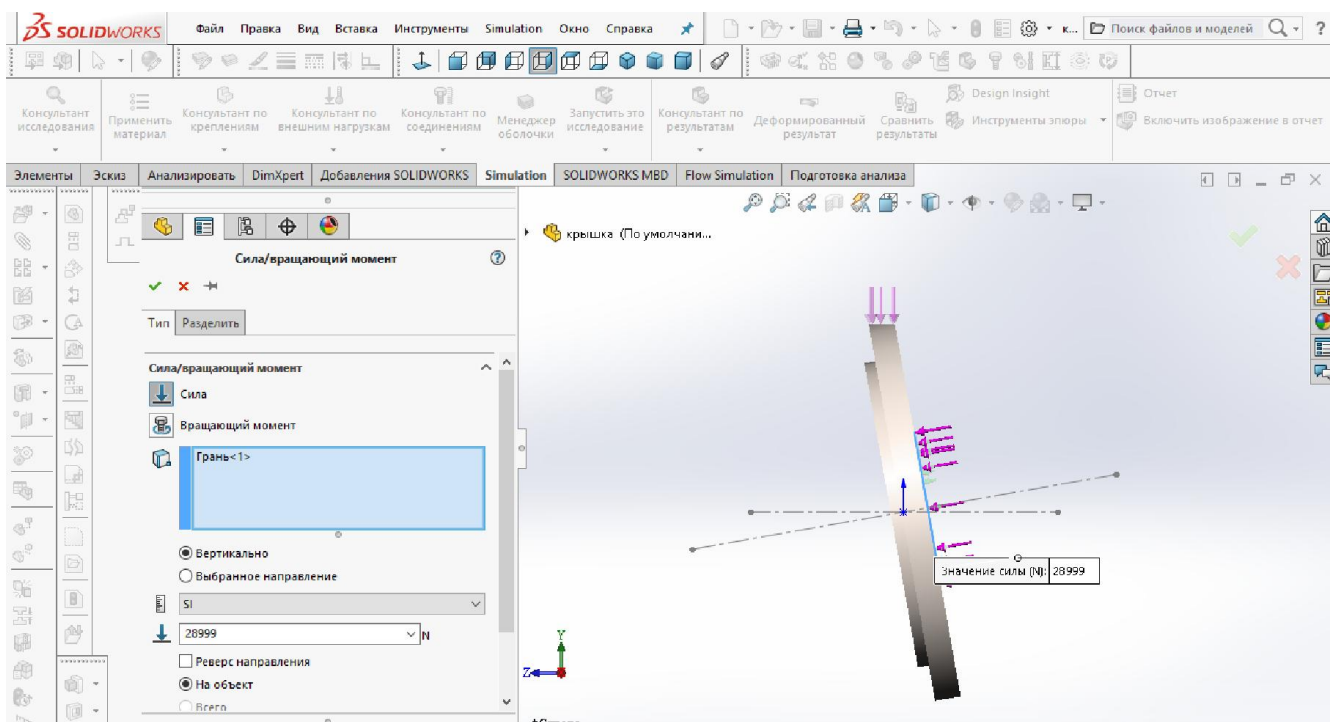 SOLIDWORKS Файл Правка Вид Вставка Инструменты Simulation Окно Справка к... Поиск файлов и моделей ?
Консультант исследования
Применить материал
Консультант по креплениям
Консультант по внешним нагрузкам
Консультант по соединениям
Менеджер оболочки
Запустить это исследование
Консультант по результатам
Деформированный результат
Сравнить результаты
Design Insight
Инструменты эпюры
Отчет
Включить изображение в отчет
Элементы Эскиз Анализировать DimXpert Добавления SOLIDWORKS Simulation SOLIDWORKS MBD Flow Simulation Подготовка анализа
крышка (По умолчани...
Сила/вращающий момент
Тип Разделить
Сила/вращающий момент
Сила
Вращающий момент
Грань<1>
Вертикально
Выбранное направление
SI
28999 N
Реверс направления
На объект
Всего
Значение силы (N): 28999
Y
Z